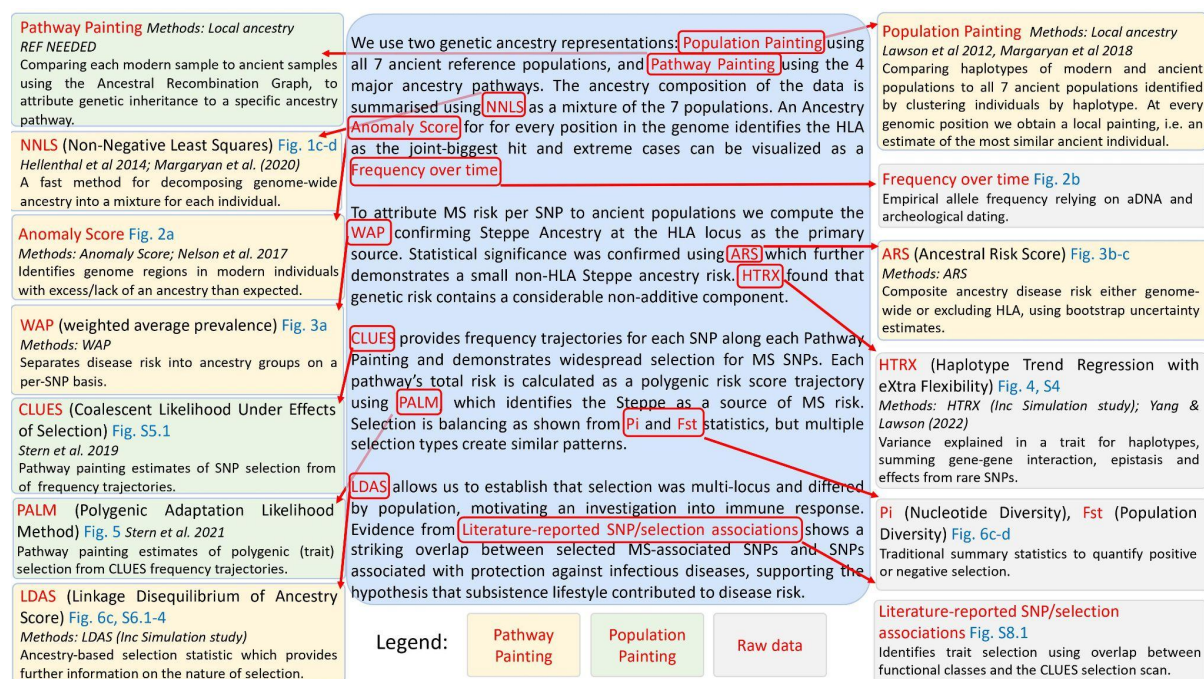 Pathway Painting Methods: Local ancestry
REF NEEDED
Comparing each modern sample to ancient samples
using the Ancestral Recombination Graph, to
attribute genetic inheritance to a specific ancestry
pathway.
NNLS (Non-Negative Least Squares) Fig. 1c-d
Hellenthal et al 2014; Margaryan et al. (2020)
A fast method for decomposing genome-wide
ancestry into a mixture for each individual.
Anomaly Score Fig. 2a
Methods: Anomaly Score; Nelson et al. 2017
Identifies genome regions in modern individuals
with excess/lack of an ancestry than expected.
WAP (weighted average prevalence) Fig. 3a
Methods: WAP
Separates disease risk into ancestry groups on a
per-SNP basis.
CLUES (Coalescent Likelihood Under Effects
of Selection) Fig. S5.1
Stern et al. 2019
Pathway painting estimates of SNP selection from
of frequency trajectories.
PALM (Polygenic Adaptation Likelihood
Method) Fig. 5 Stern et al. 2021
Pathway painting estimates of polygenic (trait)
selection from CLUES frequency trajectories.
LDAS (Linkage Disequilibrium of Ancestry
Score) Fig. 6c, S6.1-4
Methods: LDAS (Inc Simulation study)
Ancestry-based selection statistic which provides
further information on the nature of selection.
We use two genetic ancestry representations: Population Painting using
all 7 ancient reference populations, and Pathway Painting using the 4
major ancestry pathways. The ancestry composition of the data is
summarised using NNLS as a mixture of the 7 populations. An Ancestry
Anomaly Score for for every position in the genome identifies the HLA
as the joint-biggest hit and extreme cases can be visualized as a
Frequency over time
To attribute MS risk per SNP to ancient populations we compute the
WAP confirming Steppe Ancestry at the HLA locus as the primary
source. Statistical significance was confirmed using ARS which further
demonstrates a small non-HLA Steppe ancestry risk. HTRX found that
genetic risk contains a considerable non-additive component.
CLUES provides frequency trajectories for each SNP along each Pathway
Painting and demonstrates widespread selection for MS SNPs. Each
pathway's total risk is calculated as a polygenic risk score trajectory
using PALM which identifies the Steppe as a source of MS risk.
Selection is balancing as shown from Pi and Fst statistics, but multiple
selection types create similar patterns.
LDAS allows us to establish that selection was multi-locus and differed
by population, motivating an investigation into immune response.
Evidence from Literature-reported SNP/selection associations shows a
striking overlap between selected MS-associated SNPs and SNPs
associated with protection against infectious diseases, supporting the
hypothesis that subsistence lifestyle contributed to disease risk.
Legend:
Pathway
Painting
Population
Painting
Raw data
Population Painting Methods: Local ancestry
Lawson et al 2012, Margaryan et al 2018
Comparing haplotypes of modern and ancient
populations to all 7 ancient populations identified
by clustering individuals by haplotype. At every
genomic position we obtain a local painting, i.e. an
estimate of the most similar ancient individual.
Frequency over time Fig. 2b
Empirical allele frequency relying on aDNA and
archeological dating.
ARS (Ancestral Risk Score) Fig. 3b-c
Methods: ARS
Composite ancestry disease risk either genome-
wide or excluding HLA, using bootstrap uncertainty
estimates.
HTRX (Haplotype Trend Regression with
eXtra Flexibility) Fig. 4, S4
Methods: HTRX (Inc Simulation study); Yang &
Lawson (2022)
Variance explained in a trait for haplotypes,
summing gene-gene interaction, epistasis and
effects from rare SNPs.
Pi (Nucleotide Diversity), Fst (Population
Diversity) Fig. 6c-d
Traditional summary statistics to quantify positive
or negative selection.
Literature-reported SNP/selection
associations Fig. S8.1
Identifies trait selection using overlap between
functional classes and the CLUES selection scan.